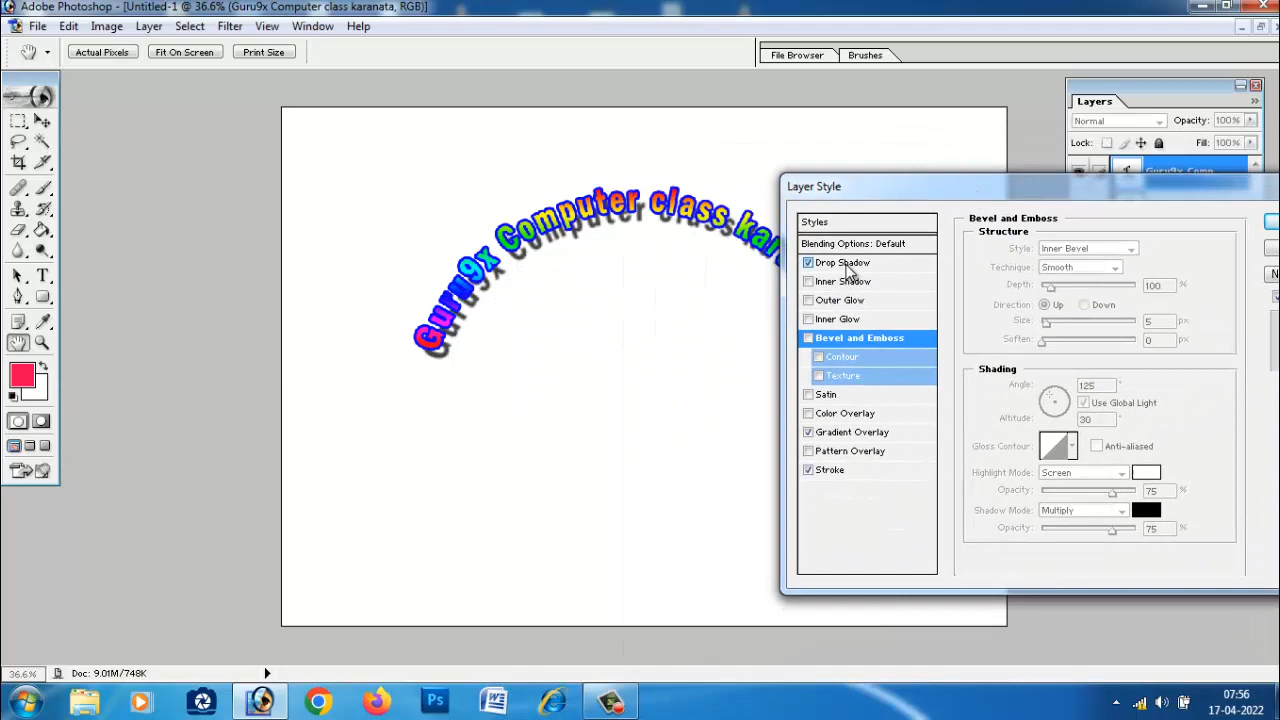 Adobe Photoshop - [Untitled-1 @ 36.6% (Guru9x Computer class karanata, RGB)]
File Edit Image Layer Select Filter View Window Help
Actual Pixels Fit On Screen Print Size
File Browser Brushes
Layers
Normal Opacity: 100%
Lock: Fill: 100%
T Guru9x Comp...
Guru9x Computer class kar
Layer Style
Styles
Blending Options: Default
Drop Shadow
Inner Shadow
Outer Glow
Inner Glow
Bevel and Emboss
Contour
Texture
Satin
Color Overlay
Gradient Overlay
Pattern Overlay
Stroke
Bevel and Emboss
Structure
Style: Inner Bevel
Technique: Smooth
Depth: 100 %
Direction: Up Down
Size: 5 px
Soften: 0 px
Shading
Angle: 125 °
Use Global Light
Altitude: 30 °
Gloss Contour: Anti-aliased
Highlight Mode: Screen
Opacity: 75 %
Shadow Mode: Multiply
Opacity: 75 %
N
36.6% Doc: 9.01M/748K
Ps
07:56
17-04-2022